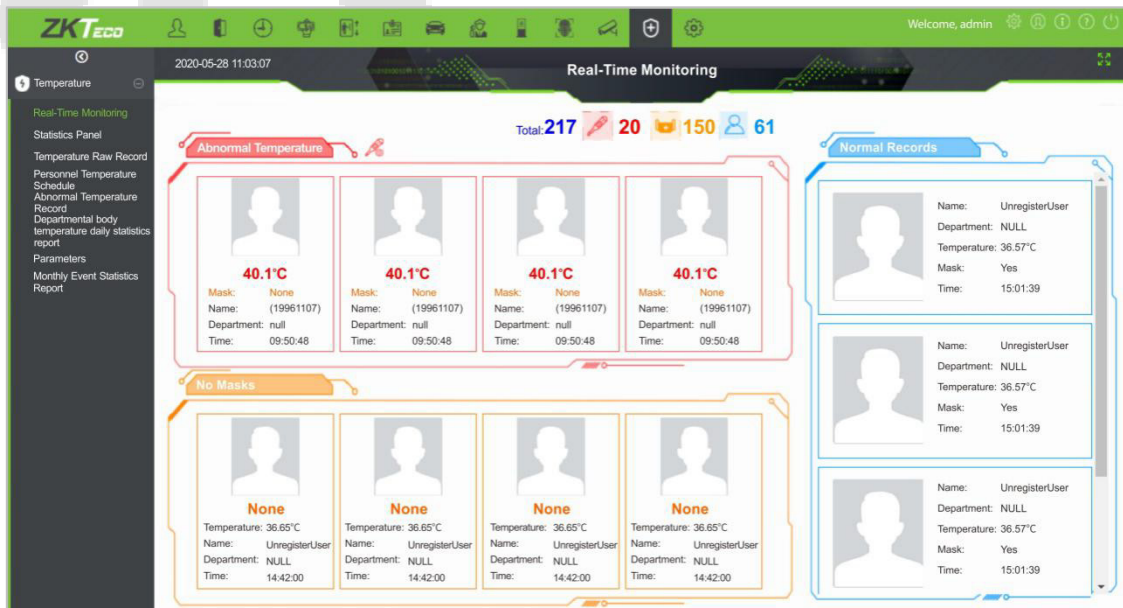 ZKTECO
Welcome, admin
Temperature
Real-Time Monitoring
Statistics Panel
Temperature Raw Record
Personnel Temperature
Schedule
Abnormal Temperature
Record
Departmental body
temperature daily statistics
report
Parameters
Monthly Event Statistics
Report
2020-05-28 11:03:07
Real-Time Monitoring
Total:217 20 150 61
Abnormal Temperature
40.1°C
Mask: None
Name: (19961107)
Department: null
Time: 09:50:48
40.1°C
Mask: None
Name: (19961107)
Department: null
Time: 09:50:48
40.1°C
Mask: None
Name: (19961107)
Department: null
Time: 09:50:48
40.1°C
Mask: None
Name: (19961107)
Department: null
Time: 09:50:48
No Masks
None
Temperature: 36.65°C
Name: UnregisterUser
Department: NULL
Time: 14:42:00
None
Temperature: 36.65°C
Name: UnregisterUser
Department: NULL
Time: 14:42:00
None
Temperature: 36.65°C
Name: UnregisterUser
Department: NULL
Time: 14:42:00
None
Temperature: 36.65°C
Name: UnregisterUser
Department: NULL
Time: 14:42:00
Normal Records
Name: UnregisterUser
Department: NULL
Temperature: 36.57°C
Mask: Yes
Time: 15:01:39
Name: UnregisterUser
Department: NULL
Temperature: 36.57°C
Mask: Yes
Time: 15:01:39
Name: UnregisterUser
Department: NULL
Temperature: 36.57°C
Mask: Yes
Time: 15:01:39